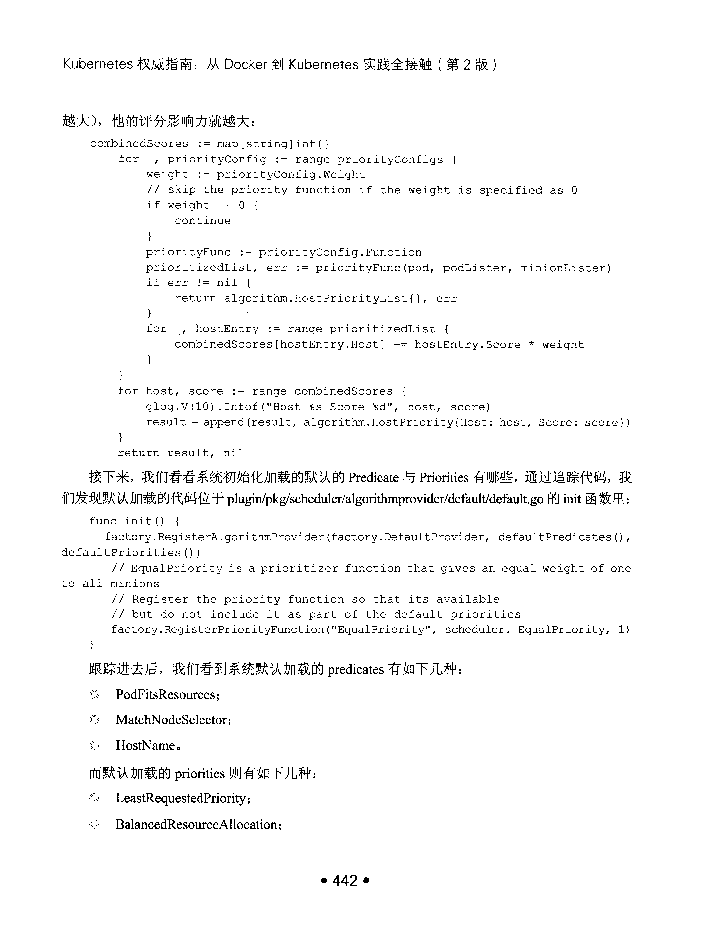 Kubernetes 权威指南：从 Docker 到 Kubernetes 实践全接触（第 2 版）
越大），他的评分影响力就越大：
combinedScores := map[string]int{}
for _, priorityConfig := range priorityConfigs {
weight := priorityConfig.Weight
// skip the priority function if the weight is specified as 0
if weight == 0 {
continue
}
priorityFunc := priorityConfig.Function
prioritizedList, err := priorityFunc(pod, podLister, minionLister)
if err != nil {
return algorithm.HostPriorityList{}, err
}
for _, hostEntry := range prioritizedList {
combinedScores[hostEntry.Host] += hostEntry.Score * weight
}
}
for host, score := range combinedScores {
glog.V(10).Infof("Host %s Score %d", host, score)
result = append(result, algorithm.HostPriority{Host: host, Score: score})
}
return result, nil
接下来，我们看看系统初始化加载的默认的 Predicate 与 Priorities 有哪些，通过追踪代码，我
们发现默认加载的代码位于 plugin/pkg/scheduler/algorithmprovider/default/default.go 的 init 函数里：
func init() {
factory.RegisterAlgorithmProvider(factory.DefaultProvider, defaultPredicates(),
defaultPriorities())
// EqualPriority is a prioritizer function that gives an equal weight of one
to all minions
// Register the priority function so that its available
// but do not include it as part of the default priorities
factory.RegisterPriorityFunction("EqualPriority", scheduler.EqualPriority, 1)
}
跟踪进去后，我们看到系统默认加载的 predicates 有如下几种：
PodFitsResources；
MatchNodeSelector；
HostName。
而默认加载的 priorities 则有如下几种：
LeastRequestedPriority；
BalancedResourceAllocation；
• 442 •